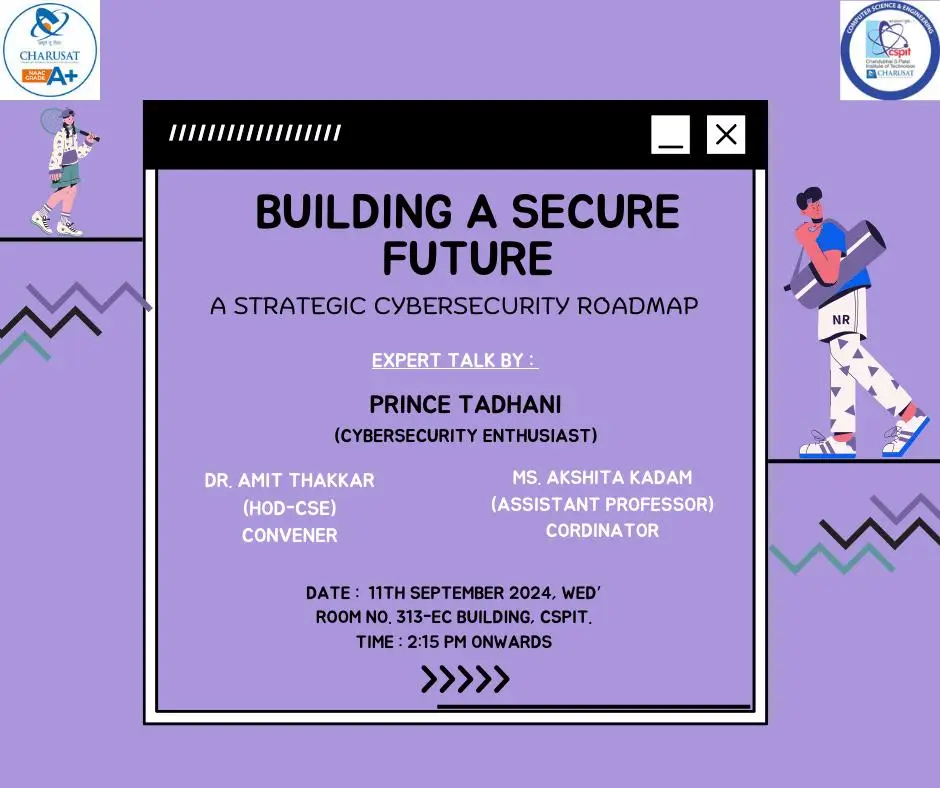 CHARUSAT
NAAC
GRADE A+
COMPUTER SCIENCE & ENGINEERING
cspit
Chandubhai S Patel
Institute of Technology
CHARUSAT
BUILDING A SECURE
FUTURE
A STRATEGIC CYBERSECURITY ROADMAP
EXPERT TALK BY :
PRINCE TADHANI
(CYBERSECURITY ENTHUSIAST)
DR. AMIT THAKKAR
(HOD-CSE)
CONVENER
MS. AKSHITA KADAM
(ASSISTANT PROFESSOR)
CORDINATOR
DATE : 11TH SEPTEMBER 2024, WED'
ROOM NO. 313-EC BUILDING, CSPIT.
TIME : 2:15 PM ONWARDS
NR